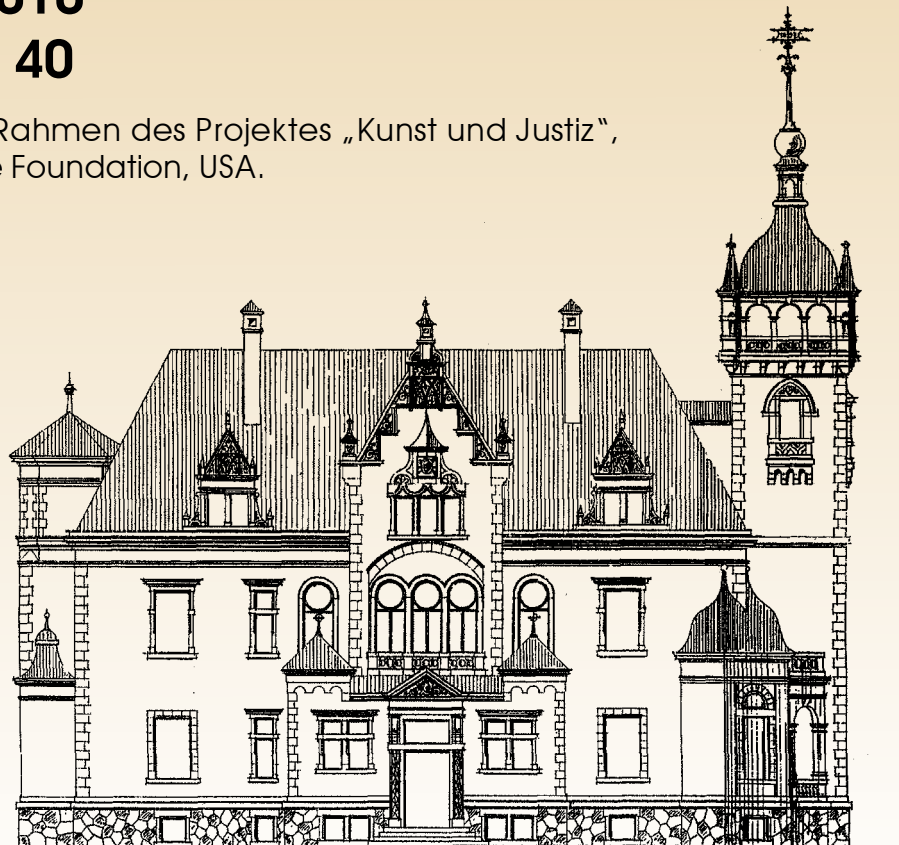 40
Rahmen des Projektes „Kunst und Justiz“,
e Foundation, USA.